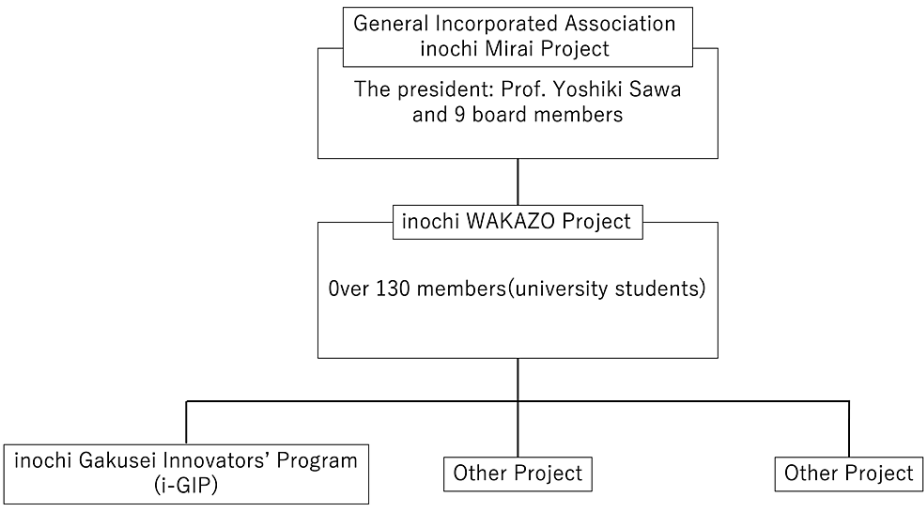 General Incorporated Association
inochi Mirai Project
The president: Prof. Yoshiki Sawa
and 9 board members
inochi WAKAZO Project
0ver 130 members(university students)
inochi Gakusei Innovators’ Program
(i-GIP)
Other Project
Other Project